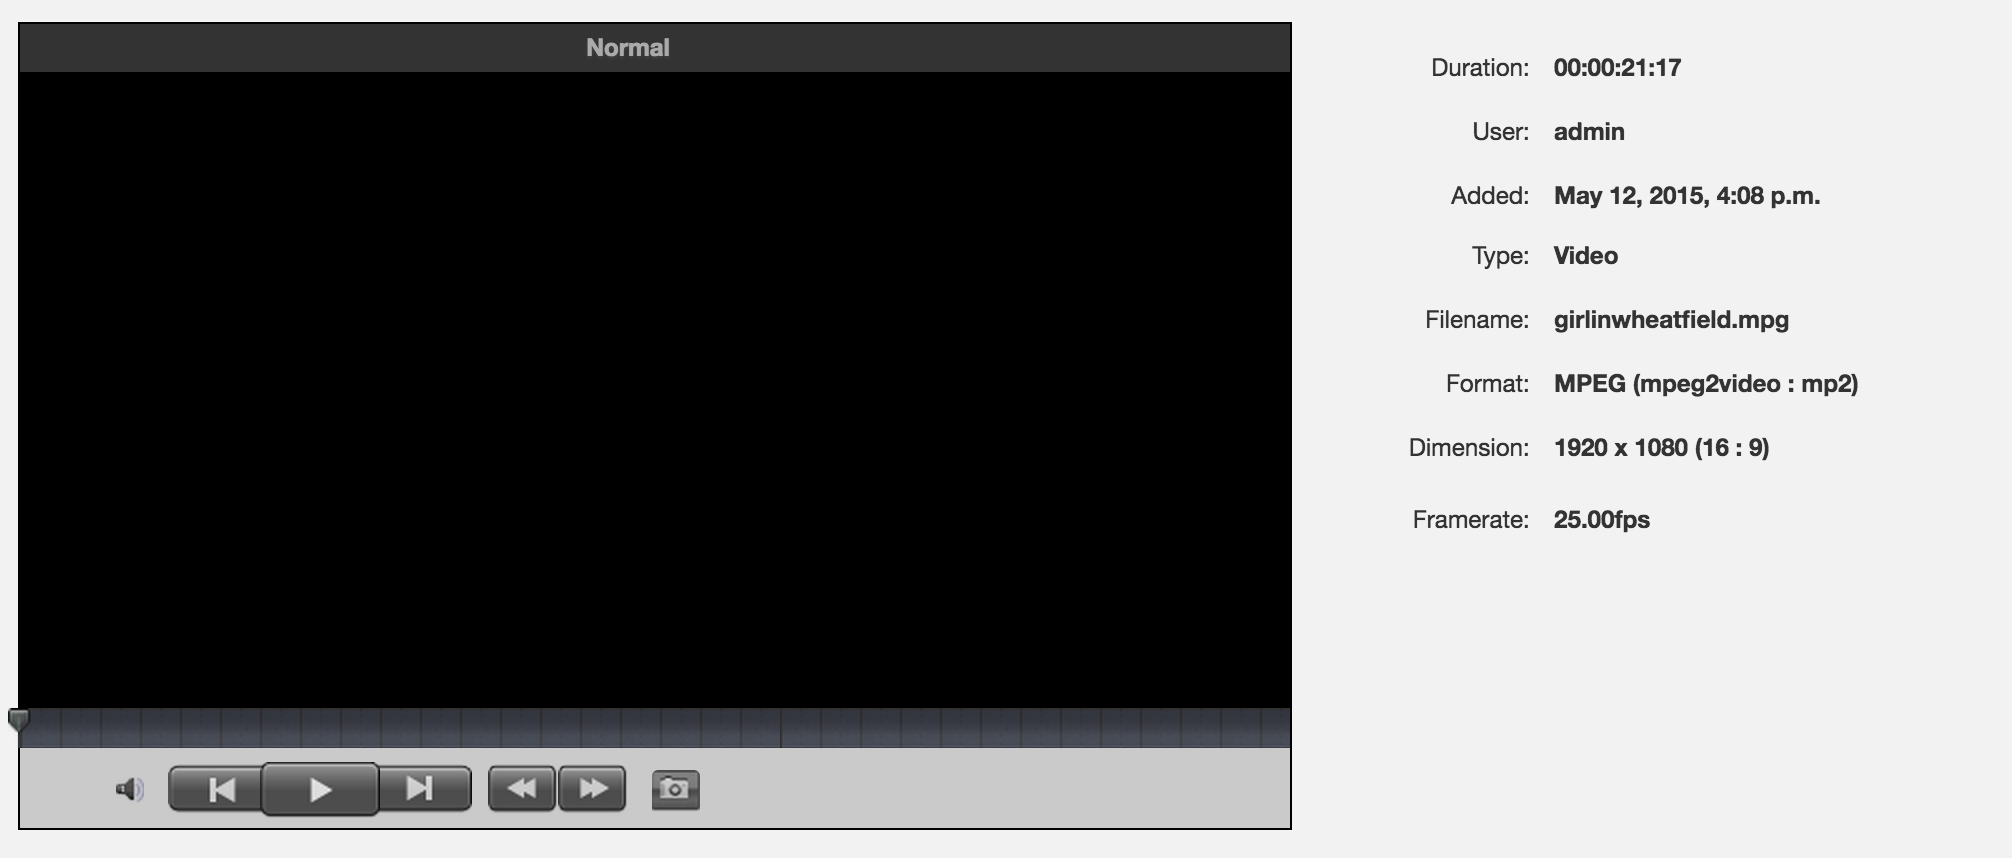 Normal
Duration: 00:00:21:17
User: admin
Added: May 12, 2015, 4:08 p.m.
Type: Video
Filename: girlinwheatfield.mpg
Format: MPEG (mpeg2video : mp2)
Dimension: 1920 x 1080 (16 : 9)
Framerate: 25.00fps